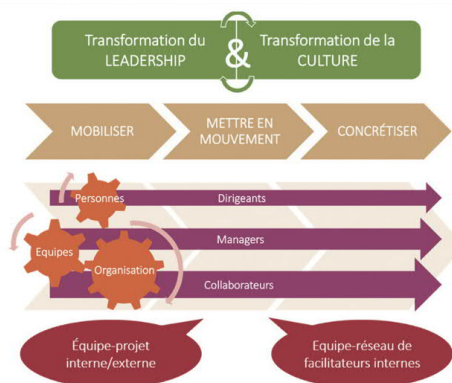 Transformation du
LEADERSHIP
&
Transformation de la
CULTURE
MOBILISER
METTRE EN
MOUVEMENT
CONCRÉTISER
Personnes
Dirigeants
Equipes
Managers
Organisation
Collaborateurs
Équipe-projet
interne/externe
Equipe-réseau de
facilitateurs internes